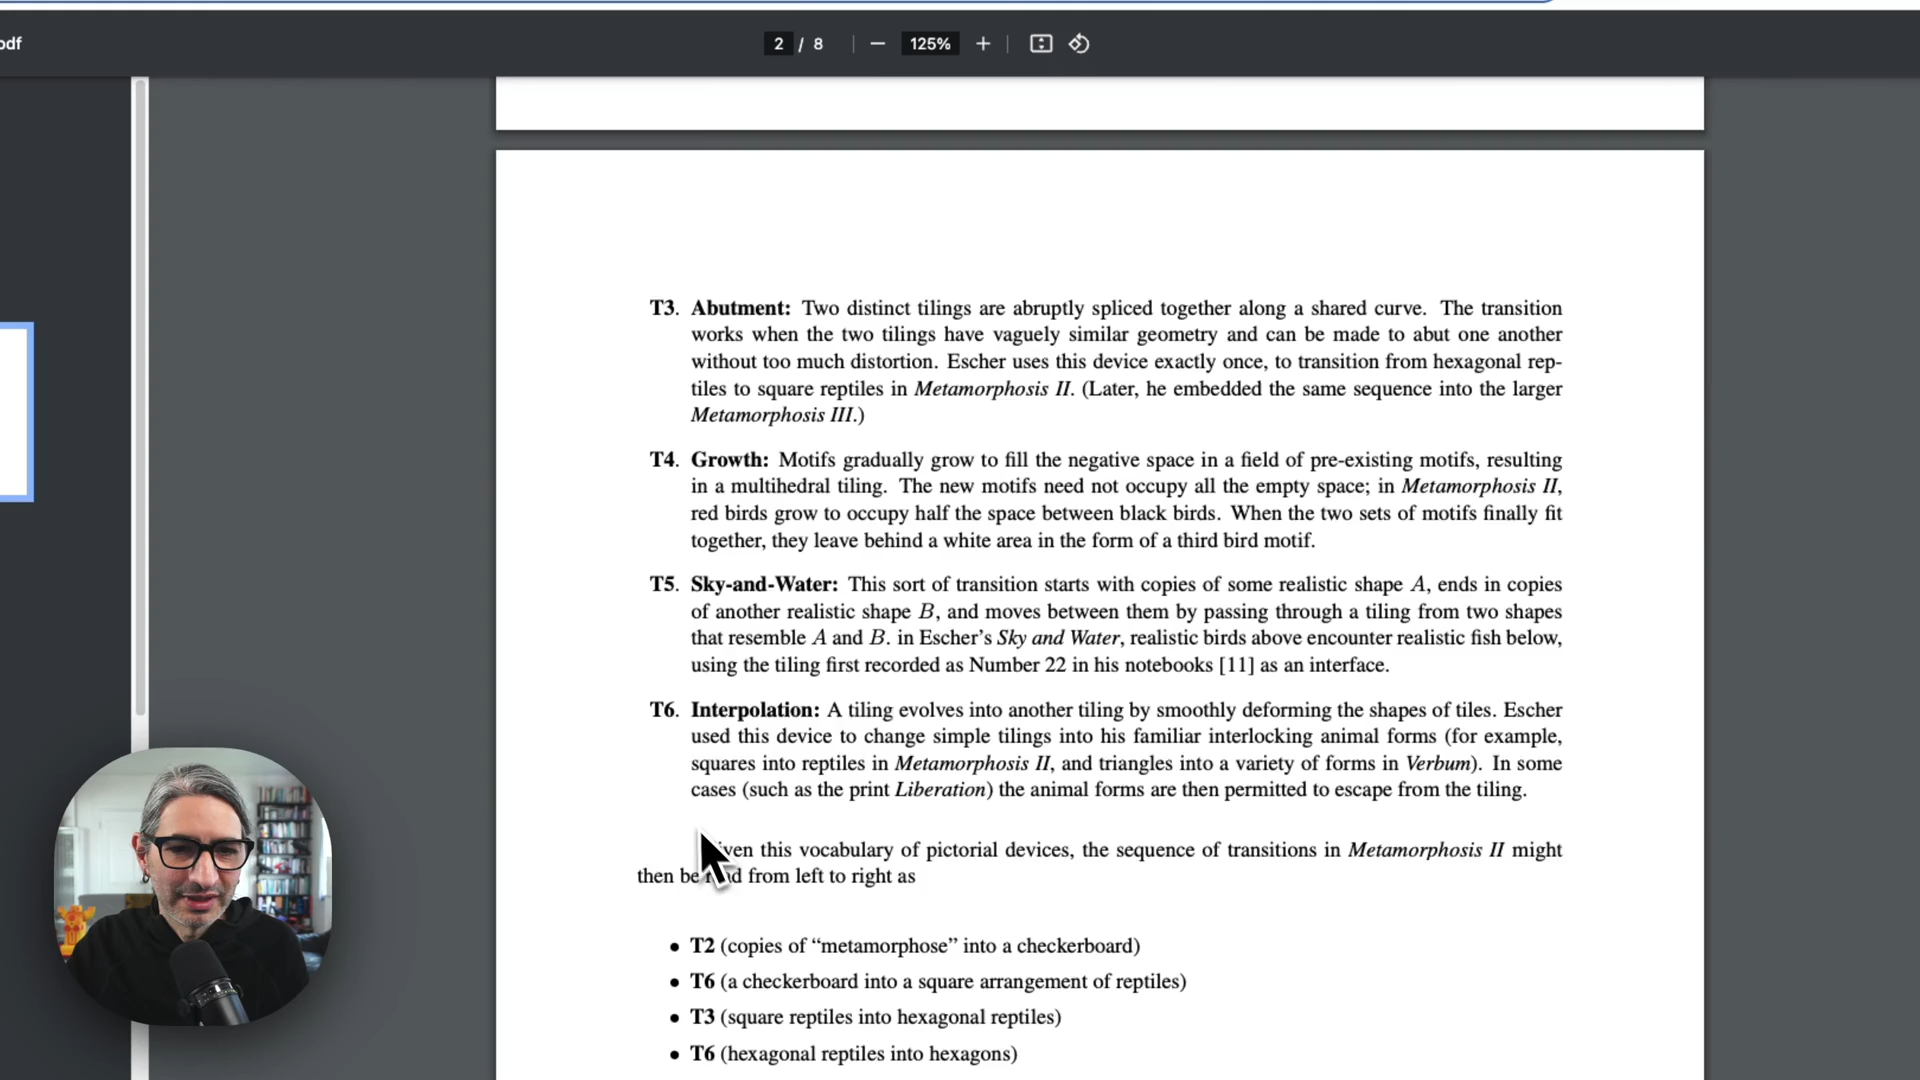 pdf
2 / 8
125%
T3. Abutment: Two distinct tilings are abruptly spliced together along a shared curve. The transition
works when the two tilings have vaguely similar geometry and can be made to abut one another
without too much distortion. Escher uses this device exactly once, to transition from hexagonal rep-
tiles to square reptiles in Metamorphosis II. (Later, he embedded the same sequence into the larger
Metamorphosis III.)
T4. Growth: Motifs gradually grow to fill the negative space in a field of pre-existing motifs, resulting
in a multihedral tiling. The new motifs need not occupy all the empty space; in Metamorphosis II,
red birds grow to occupy half the space between black birds. When the two sets of motifs finally fit
together, they leave behind a white area in the form of a third bird motif.
T5. Sky-and-Water: This sort of transition starts with copies of some realistic shape A, ends in copies
of another realistic shape B, and moves between them by passing through a tiling from two shapes
that resemble A and B. in Escher's Sky and Water, realistic birds above encounter realistic fish below,
using the tiling first recorded as Number 22 in his notebooks [11] as an interface.
T6. Interpolation: A tiling evolves into another tiling by smoothly deforming the shapes of tiles. Escher
used this device to change simple tilings into his familiar interlocking animal forms (for example,
squares into reptiles in Metamorphosis II, and triangles into a variety of forms in Verbum). In some
cases (such as the print Liberation) the animal forms are then permitted to escape from the tiling.
this vocabulary of pictorial devices, the sequence of transitions in Metamorphosis II might
then be from left to right as
• T2 (copies of “metamorphose” into a checkerboard)
• T6 (a checkerboard into a square arrangement of reptiles)
• T3 (square reptiles into hexagonal reptiles)
• T6 (hexagonal reptiles into hexagons)